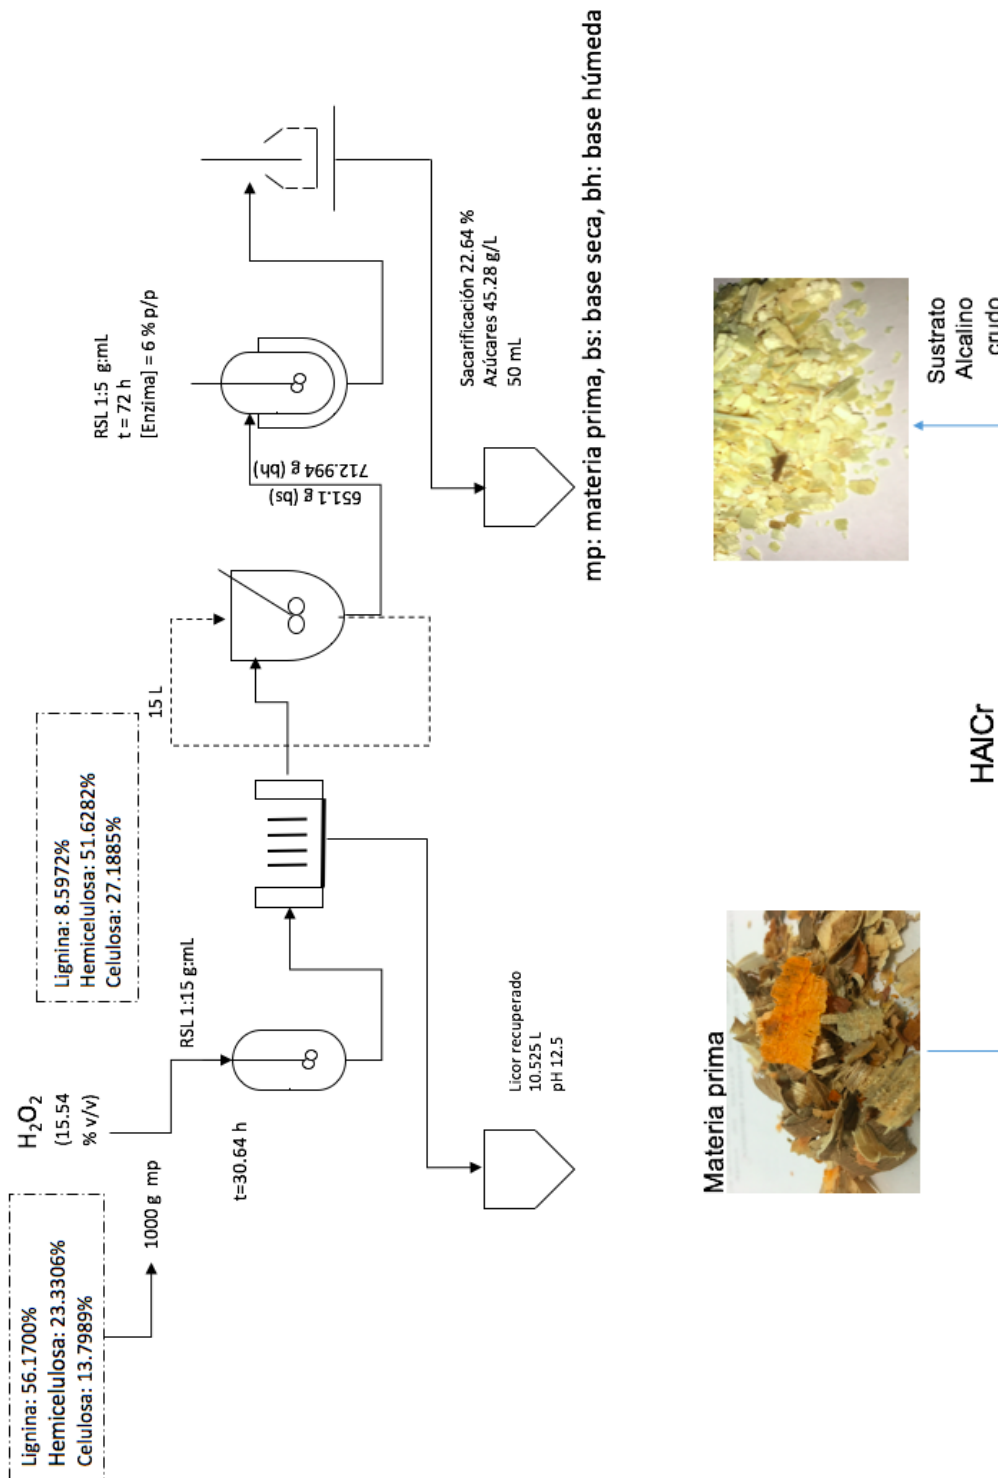 Lignina: 56.1700%
Hemicelulosa: 23.3306%
Celulosa: 13.7989%
1000 g mp
H₂O₂
(15.54
% v/v)
RSL 1:15 g:mL
t=30.64 h
Licor recuperado
10.525 L
pH 12.5
Lignina: 8.5972%
Hemicelulosa: 51.6282%
Celulosa: 27.1885%
15 L
651.1 g (bs)
712.994 g (bh)
RSL 1:5 g:mL
t = 72 h
[Enzima] = 6 % p/p
Sacarificación 22.64 %
Azúcares 45.28 g/L
50 mL
mp: materia prima, bs: base seca, bh: base húmeda
Materia prima
HAlCr
Sustrato
Alcalino
crudo